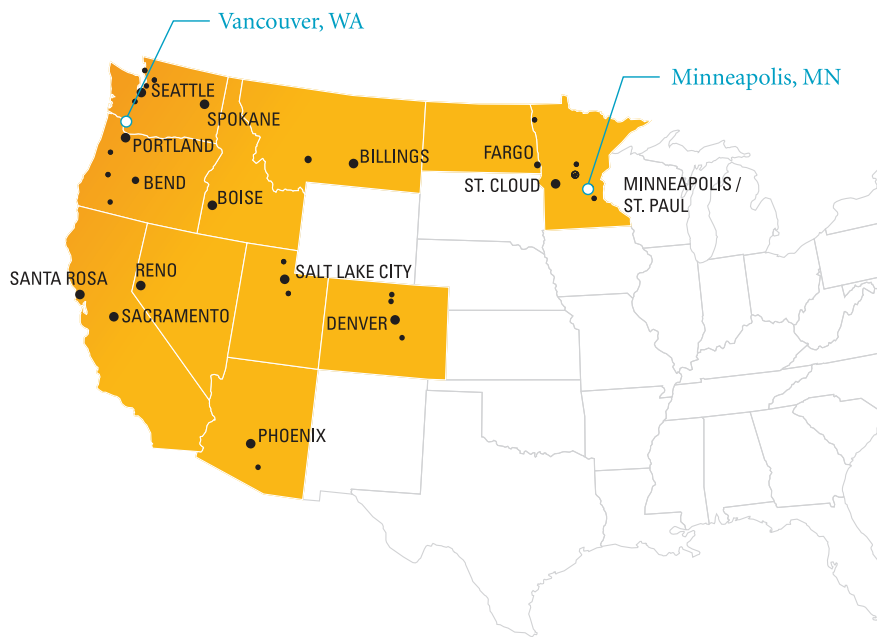 Vancouver, WA
Minneapolis, MN
SEATTLE
SPOKANE
PORTLAND
BILLINGS
FARGO
BEND
ST. CLOUD
MINNEAPOLIS /
ST. PAUL
BOISE
SANTA ROSA
RENO
SALT LAKE CITY
SACRAMENTO
DENVER
PHOENIX